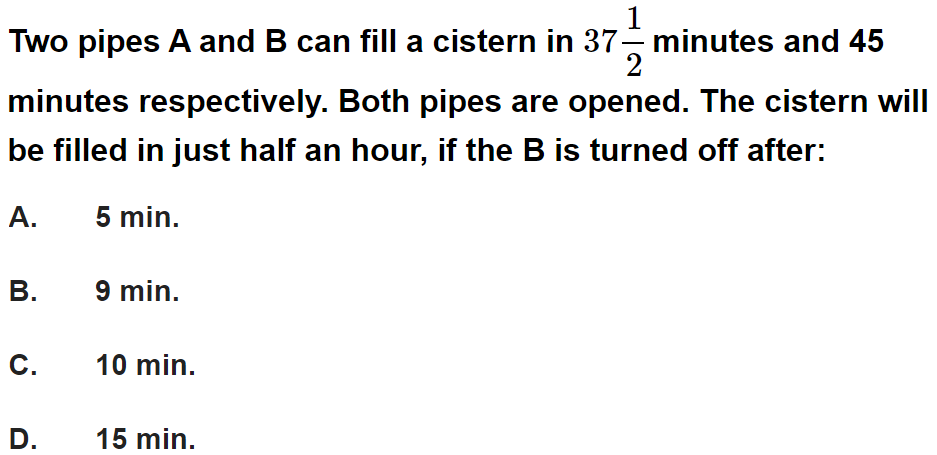 Two pipes A and B can fill a cistern in 37 1/2 minutes and 45
minutes respectively. Both pipes are opened. The cistern will
be filled in just half an hour, if the B is turned off after:
A. 5 min.
B. 9 min.
C. 10 min.
D. 15 min.